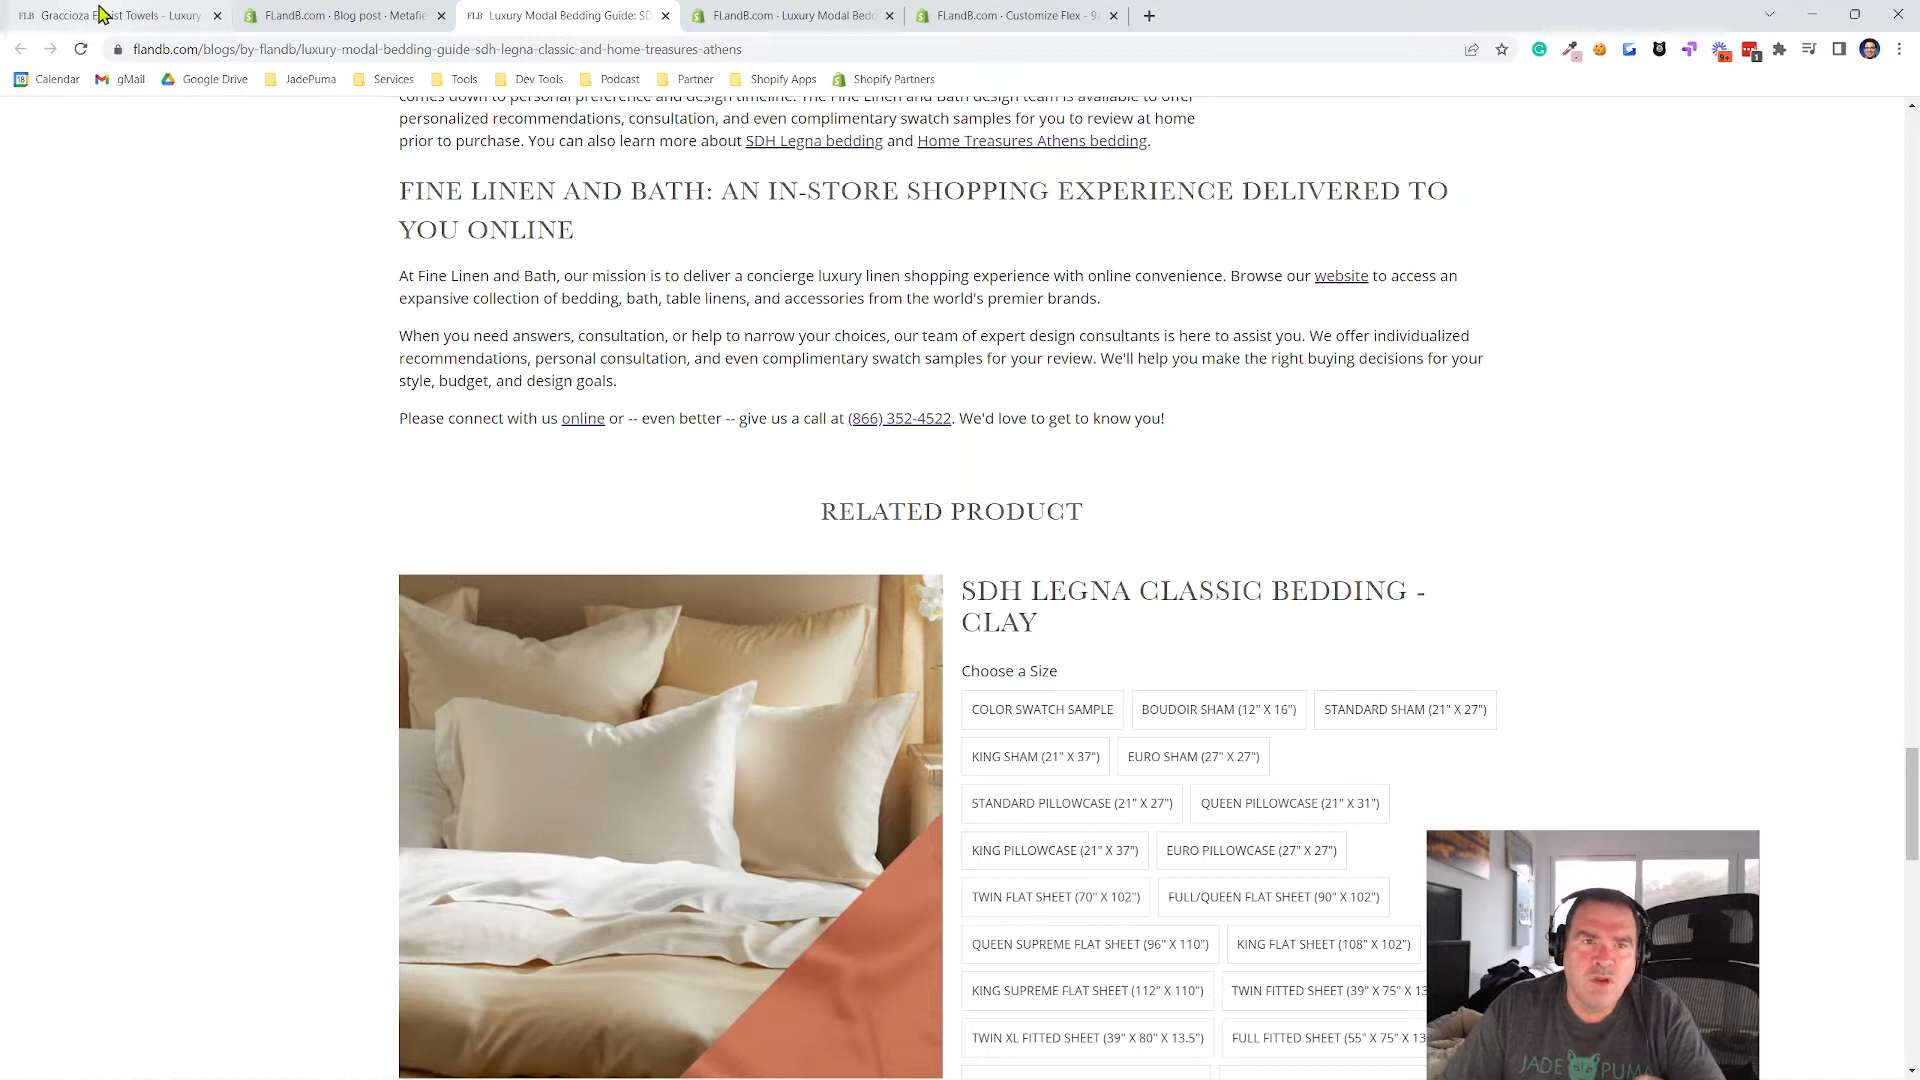 FLB Graccioza E ist Towels - Luxury
FLandB.com · Blog post · Metafie
FLB Luxury Modal Bedding Guide: SD
FLandB.com · Luxury Modal Bedd
FLandB.com · Customize Flex - 9
flandb.com/blogs/by-flandb/luxury-modal-bedding-guide-sdh-legna-classic-and-home-treasures-athens
9+
1
18 Calendar
gMail
Google Drive
JadePuma
Services
Tools
Dev Tools
Podcast
Partner
Shopify Apps
Shopify Partners
comes down to personal preference and design timeline. The Fine Linen and Bath design team is available to offer
personalized recommendations, consultation, and even complimentary swatch samples for you to review at home
prior to purchase. You can also learn more about SDH Legna bedding and Home Treasures Athens bedding.
FINE LINEN AND BATH: AN IN-STORE SHOPPING EXPERIENCE DELIVERED TO
YOU ONLINE
At Fine Linen and Bath, our mission is to deliver a concierge luxury linen shopping experience with online convenience. Browse our website to access an
expansive collection of bedding, bath, table linens, and accessories from the world's premier brands.
When you need answers, consultation, or help to narrow your choices, our team of expert design consultants is here to assist you. We offer individualized
recommendations, personal consultation, and even complimentary swatch samples for your review. We'll help you make the right buying decisions for your
style, budget, and design goals.
Please connect with us online or -- even better -- give us a call at (866) 352-4522. We'd love to get to know you!
RELATED PRODUCT
SDH LEGNA CLASSIC BEDDING -
CLAY
Choose a Size
COLOR SWATCH SAMPLE
BOUDOIR SHAM (12" X 16")
STANDARD SHAM (21" X 27")
KING SHAM (21" X 37")
EURO SHAM (27" X 27")
STANDARD PILLOWCASE (21" X 27")
QUEEN PILLOWCASE (21" X 31")
KING PILLOWCASE (21" X 37")
EURO PILLOWCASE (27" X 27")
TWIN FLAT SHEET (70" X 102")
FULL/QUEEN FLAT SHEET (90" X 102")
QUEEN SUPREME FLAT SHEET (96" X 110")
KING FLAT SHEET (108" X 102")
KING SUPREME FLAT SHEET (112" X 110")
TWIN FITTED SHEET (39" X 75" X 13
TWIN XL FITTED SHEET (39" X 80" X 13.5")
FULL FITTED SHEET (55" X 75" X 13
JADE PUMA